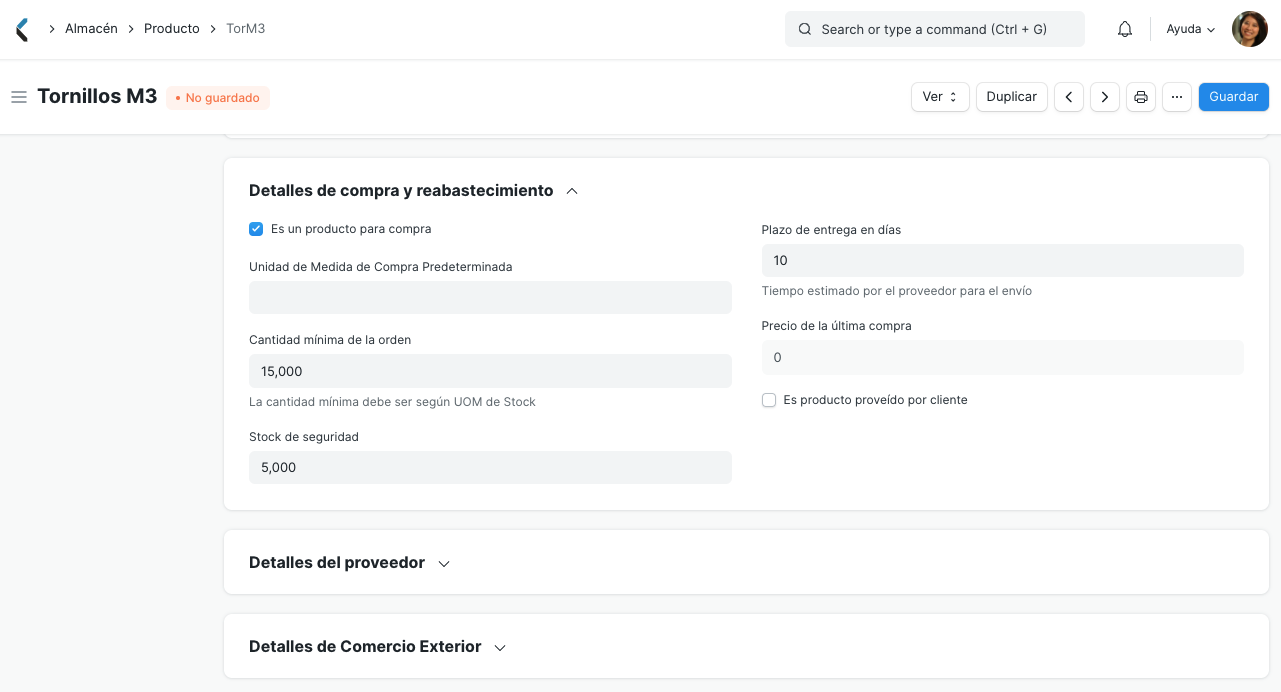 Almacén Producto TorM3
Search or type a command (Ctrl + G)
Ayuda
Tornillos M3
No guardado
Ver
Duplicar
Guardar
Detalles de compra y reabastecimiento
Es un producto para compra
Unidad de Medida de Compra Predeterminada
Cantidad mínima de la orden
15,000
La cantidad mínima debe ser según UOM de Stock
Stock de seguridad
5,000
Plazo de entrega en días
10
Tiempo estimado por el proveedor para el envío
Precio de la última compra
0
Es producto proveído por cliente
Detalles del proveedor
Detalles de Comercio Exterior